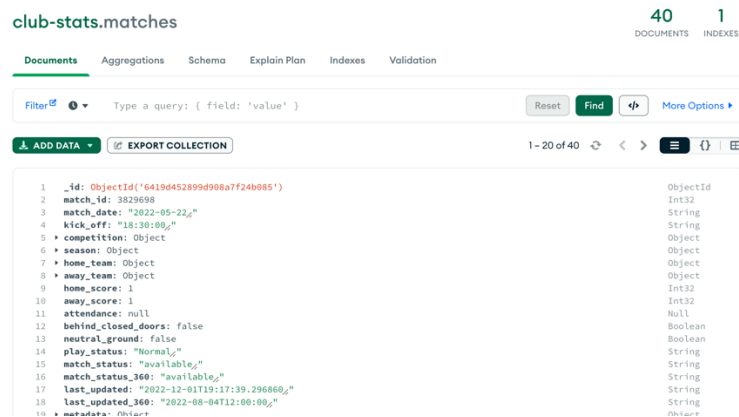 club-stats.matches
40 1
DOCUMENTS INDEXES
Documents Aggregations Schema Explain Plan Indexes Validation
Filter Type a query: { field: 'value' } Reset Find </> More Options
ADD DATA EXPORT COLLECTION 1 – 20 of 40 {}
1 _id: ObjectId('6419d452899d908a7f24b085') ObjectId
2 match_id: 3829698 Int32
3 match_date: "2022-05-22" String
4 kick_off: "18:30:00" String
5 competition: Object Object
6 season: Object Object
7 home_team: Object Object
8 away_team: Object Object
9 home_score: 1 Int32
10 away_score: 1 Int32
11 attendance: null Null
12 behind_closed_doors: false Boolean
13 neutral_ground: false Boolean
14 play_status: "Normal" String
15 match_status: "available" String
16 match_status_360: "available" String
17 last_updated: "2022-12-01T19:17:39.296860" String
18 last_updated_360: "2022-08-04T12:00:00" String
19 metadata: Object Object